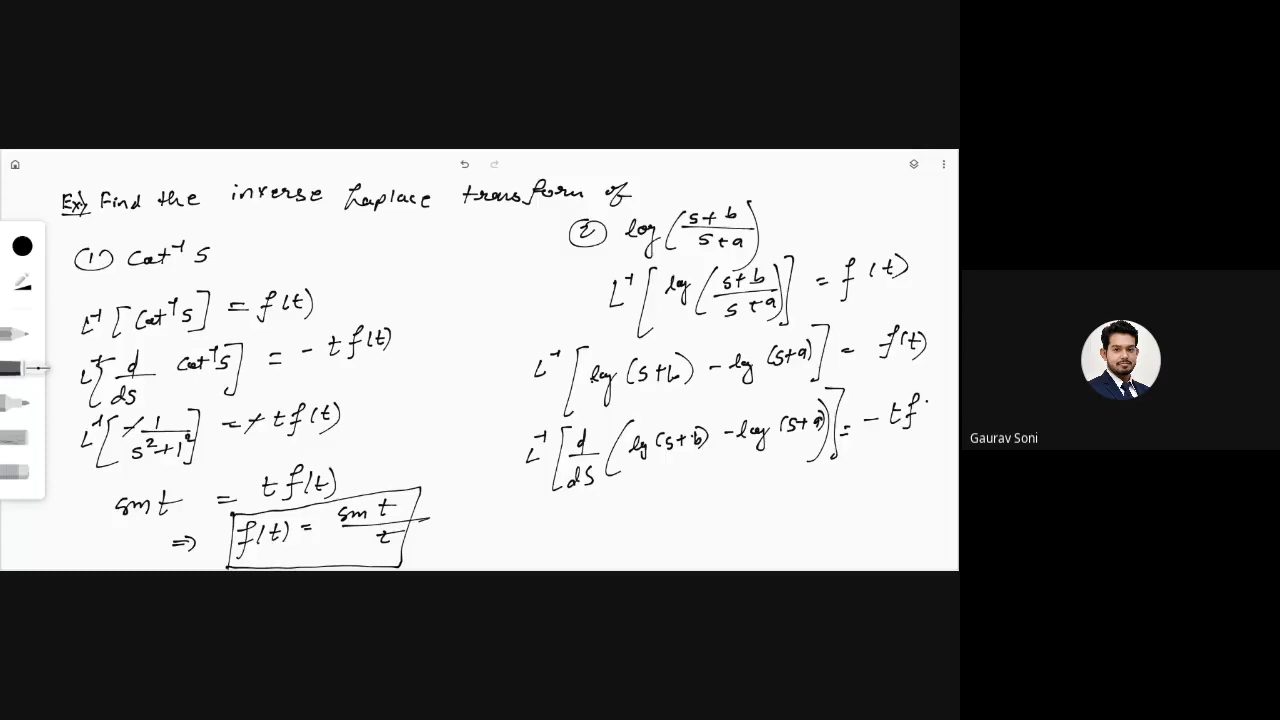 Ex) Find the inverse Laplace transform of
(1) Cot⁻¹ s
L⁻¹[Cot⁻¹s] = f(t)
L⁻¹[d/ds cot⁻¹s] = - t f(t)
L⁻¹[-1/(s²+1²)] = - t f(t)
sin t = t f(t)
⇒ f(t) = sin t / t
(2) log((s+b)/(s+a))
L⁻¹[log((s+b)/(s+a))] = f(t)
L⁻¹[log(s+b) - log(s+a)] = f(t)
L⁻¹[d/ds (log(s+b) - log(s+a))] = - t f
Gaurav Soni